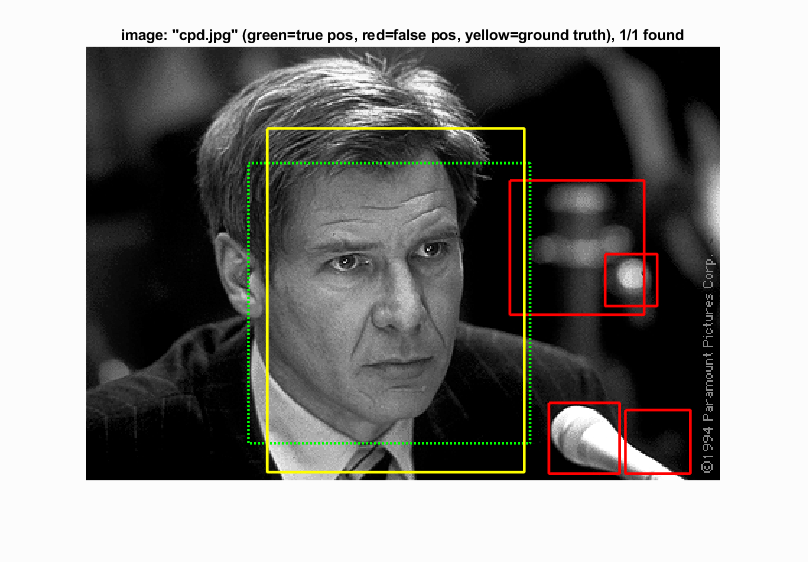 image: "cpd.jpg" (green=true pos, red=false pos, yellow=ground truth), 1/1 found
©1994 Paramount Pictures Corp.